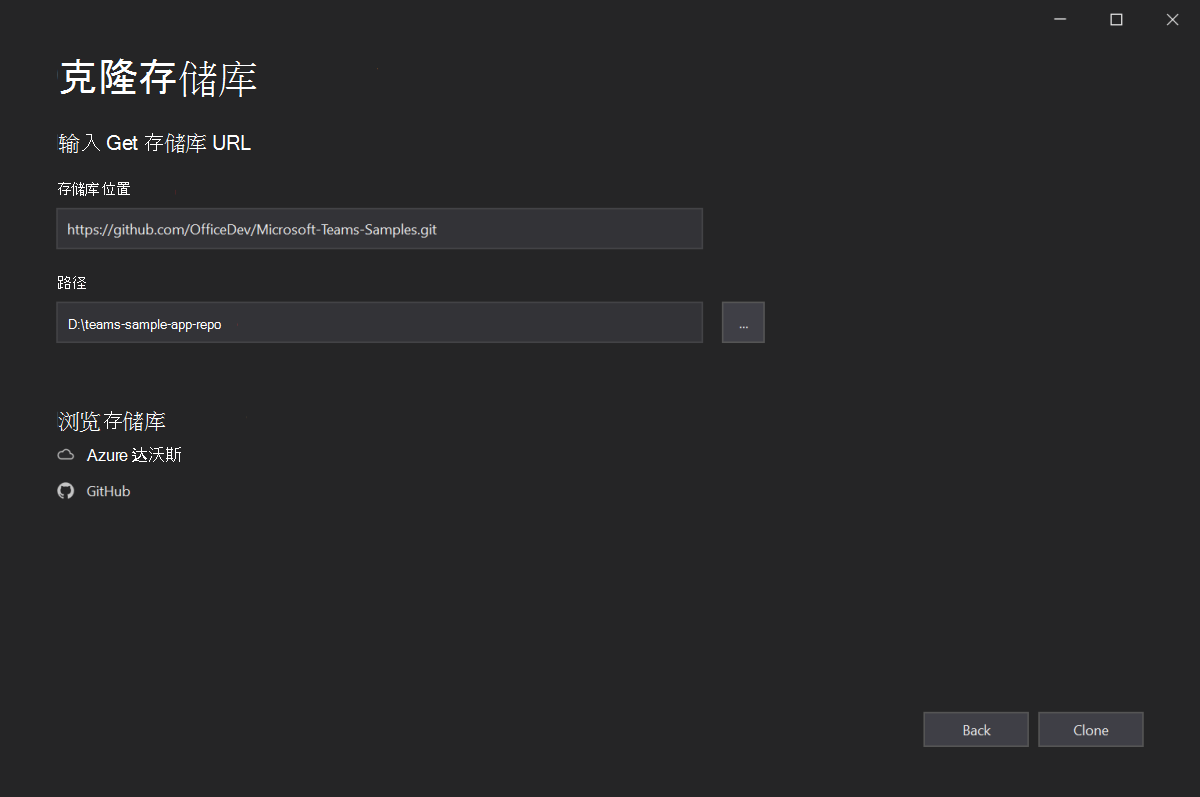 克隆存储库
输入 Get 存储库 URL
存储库位置
https://github.com/OfficeDev/Microsoft-Teams-Samples.git
路径
D:\teams-sample-app-repo
...
浏览存储库
Azure 达沃斯
GitHub
Back
Clone